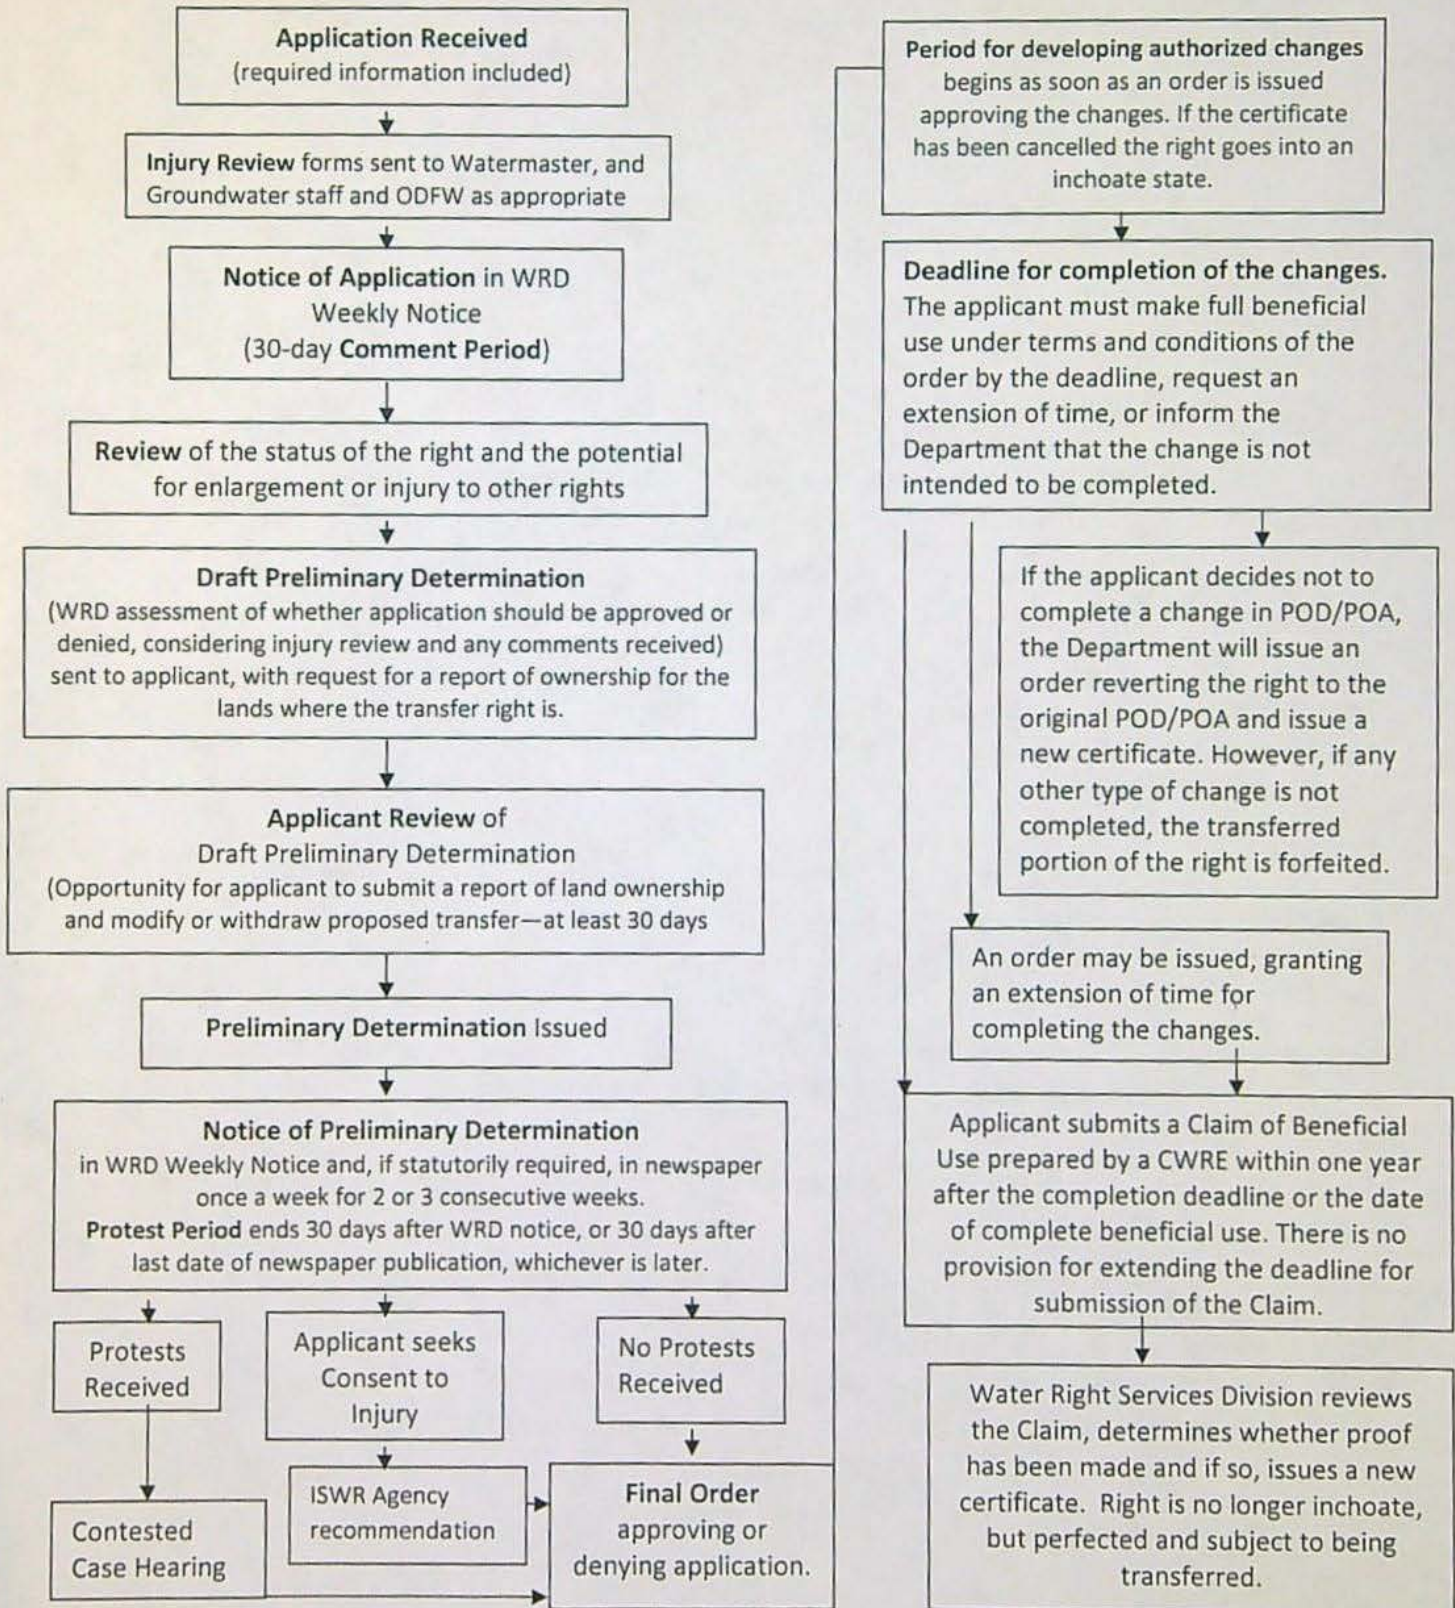 Application Received
(required information included)
Injury Review forms sent to Watermaster, and
Groundwater staff and ODFW as appropriate
Notice of Application in WRD
Weekly Notice
(30-day Comment Period)
Review of the status of the right and the potential
for enlargement or injury to other rights
Draft Preliminary Determination
(WRD assessment of whether application should be approved or
denied, considering injury review and any comments received)
sent to applicant, with request for a report of ownership for the
lands where the transfer right is.
Applicant Review of
Draft Preliminary Determination
(Opportunity for applicant to submit a report of land ownership
and modify or withdraw proposed transfer—at least 30 days
Preliminary Determination Issued
Notice of Preliminary Determination
in WRD Weekly Notice and, if statutorily required, in newspaper
once a week for 2 or 3 consecutive weeks.
Protest Period ends 30 days after WRD notice, or 30 days after
last date of newspaper publication, whichever is later.
Protests
Received
Applicant seeks
Consent to
Injury
No Protests
Received
Contested
Case Hearing
ISWR Agency
recommendation
Final Order
approving or
denying application.
Period for developing authorized changes
begins as soon as an order is issued
approving the changes. If the certificate
has been cancelled the right goes into an
inchoate state.
Deadline for completion of the changes.
The applicant must make full beneficial
use under terms and conditions of the
order by the deadline, request an
extension of time, or inform the
Department that the change is not
intended to be completed.
If the applicant decides not to
complete a change in POD/POA,
the Department will issue an
order reverting the right to the
original POD/POA and issue a
new certificate. However, if any
other type of change is not
completed, the transferred
portion of the right is forfeited.
An order may be issued, granting
an extension of time for
completing the changes.
Applicant submits a Claim of Beneficial
Use prepared by a CWRE within one year
after the completion deadline or the date
of complete beneficial use. There is no
provision for extending the deadline for
submission of the Claim.
Water Right Services Division reviews
the Claim, determines whether proof
has been made and if so, issues a new
certificate.  Right is no longer inchoate,
but perfected and subject to being
transferred.